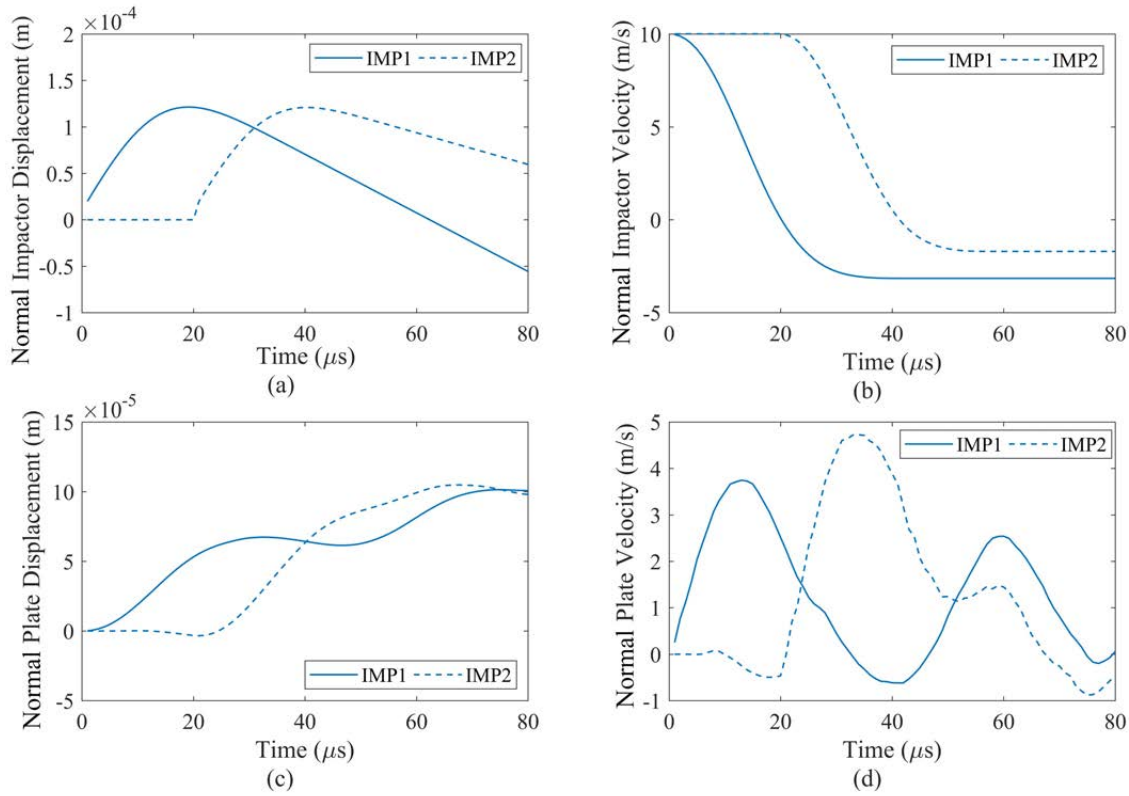 ×10⁻⁴
Normal Impactor Displacement (m)
2
1.5
1
0.5
0
-0.5
-1
IMP1 IMP2
0 20 40 60 80
Time (μs)
(a)
Normal Impactor Velocity (m/s)
10
5
0
-5
IMP1 IMP2
0 20 40 60 80
Time (μs)
(b)
×10⁻⁵
Normal Plate Displacement (m)
15
10
5
0
-5
IMP1 IMP2
0 20 40 60 80
Time (μs)
(c)
Normal Plate Velocity (m/s)
5
4
3
2
1
0
-1
IMP1 IMP2
0 20 40 60 80
Time (μs)
(d)